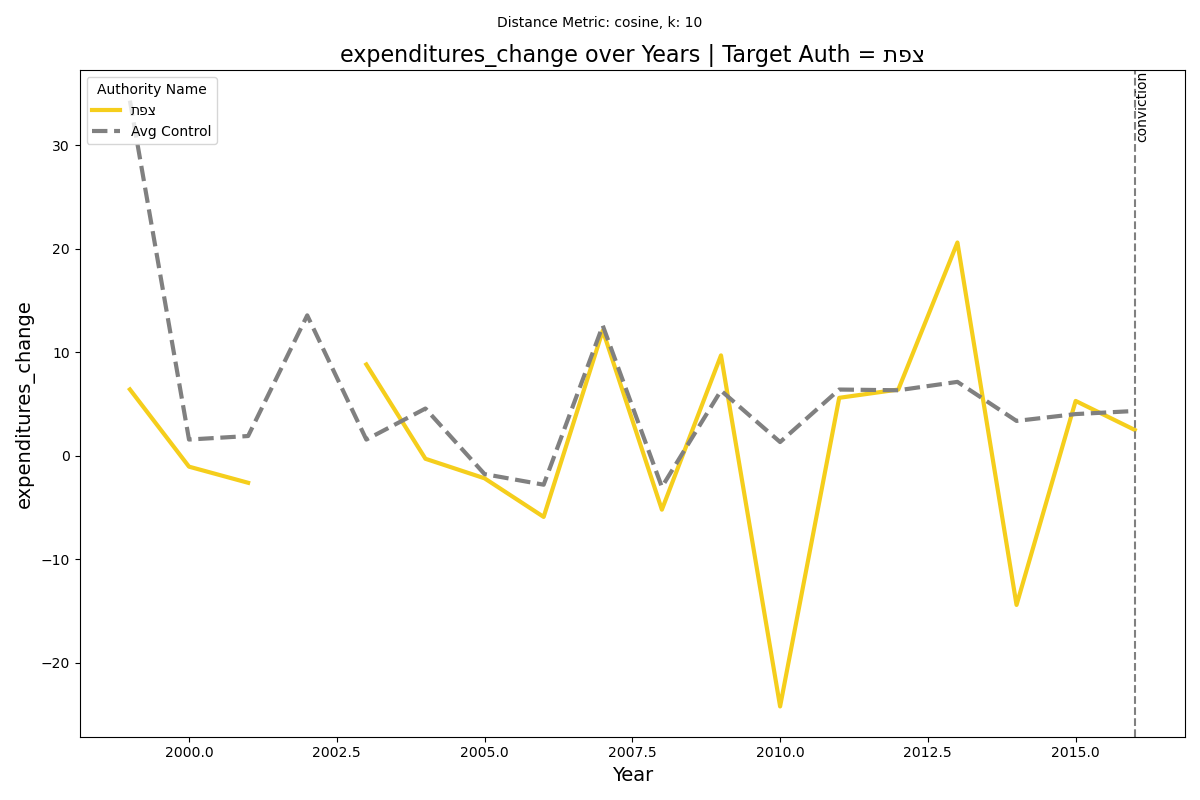 Distance Metric: cosine, k: 10
expenditures_change over Years | Target Auth = צפת
Authority Name
צפת
Avg Control
conviction
expenditures_change
30
20
10
0
−10
−20
2000.0 2002.5 2005.0 2007.5 2010.0 2012.5 2015.0
Year